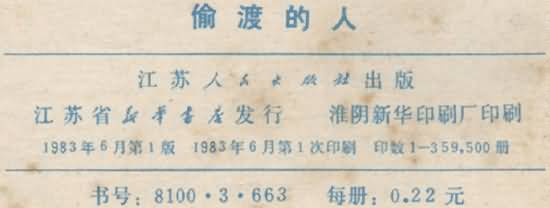 偷渡的人
江苏人民出版社出版
江苏省新华书店发行 淮阴新华印刷厂印刷
1983年6月第1版 1983年6月第1次印刷 印数1—359,500册
书号：8100·3·663 每册：0.22元